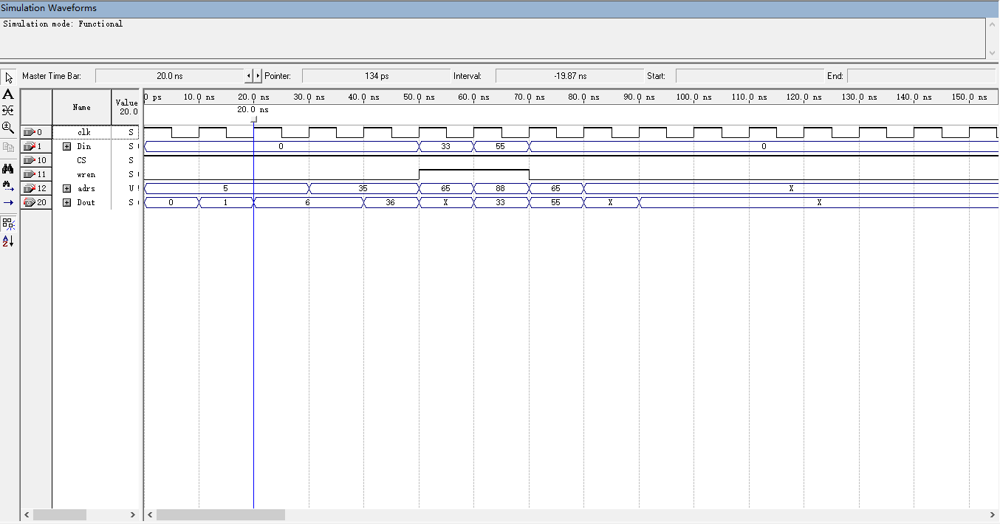 Simulation Waveforms
Simulation mode: Functional
Master Time Bar: 20.0 ns Pointer: 134 ps Interval: -19.87 ns Start: End:
Name Value 20.0
0 ps 10.0 ns 20.0 ns 30.0 ns 40.0 ns 50.0 ns 60.0 ns 70.0 ns 80.0 ns 90.0 ns 100.0 ns 110.0 ns 120.0 ns 130.0 ns 140.0 ns 150.0 ns
20.0 ns
0 clk S
1 Din S 0 33 55 0
10 CS S
11 wren S
12 adrs U 5 35 65 88 65 X
20 Dout S 0 1 6 36 X 33 55 X X